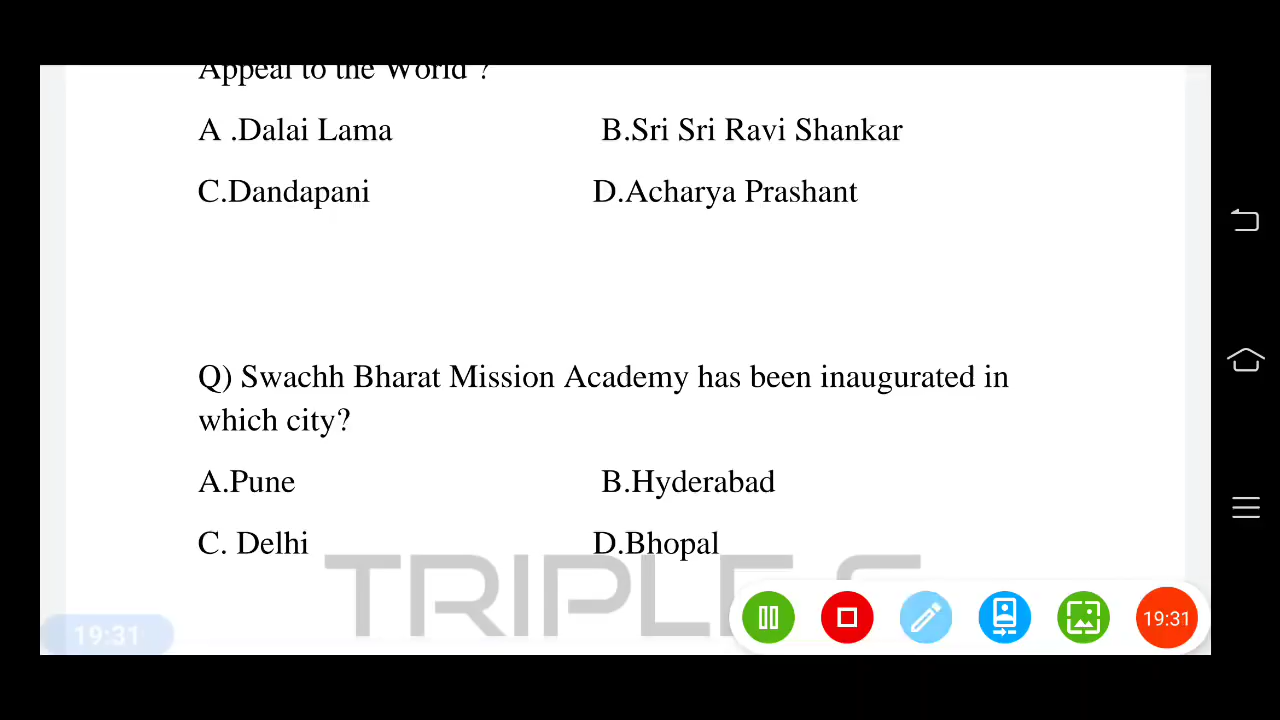 Appeal to the World ?
A .Dalai Lama B.Sri Sri Ravi Shankar
C.Dandapani D.Acharya Prashant
Q) Swachh Bharat Mission Academy has been inaugurated in
which city?
A.Pune B.Hyderabad
C. Delhi D.Bhopal
TRIPLE S
19:31 19:31